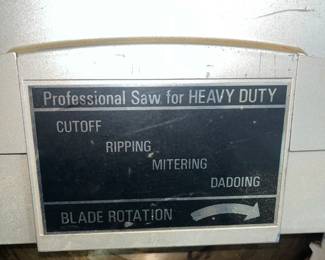 Professional Saw for HEAVY DUTY
CUTOFF
RIPPING
MITERING
DADOING
BLADE ROTATION